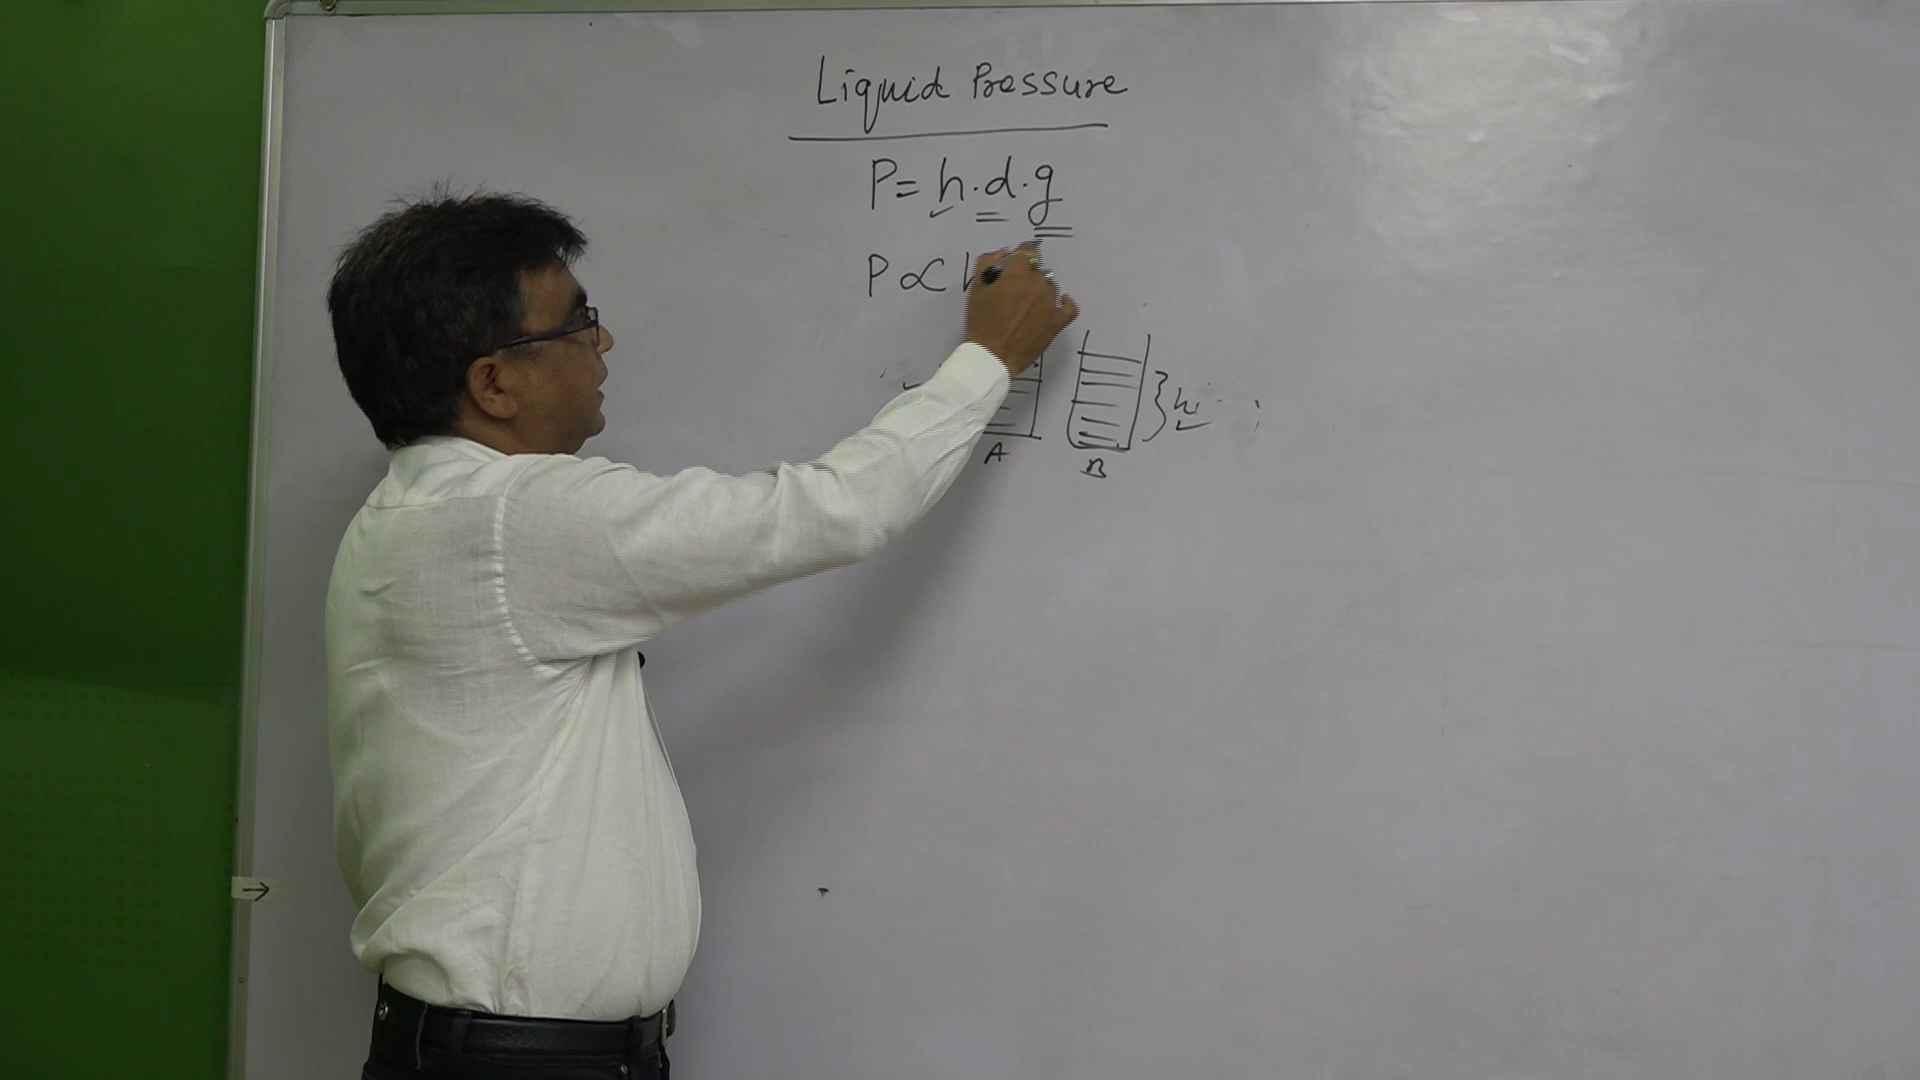 Liquid Pressure
P = h . d . g
P ∝ h
h
A
B
→